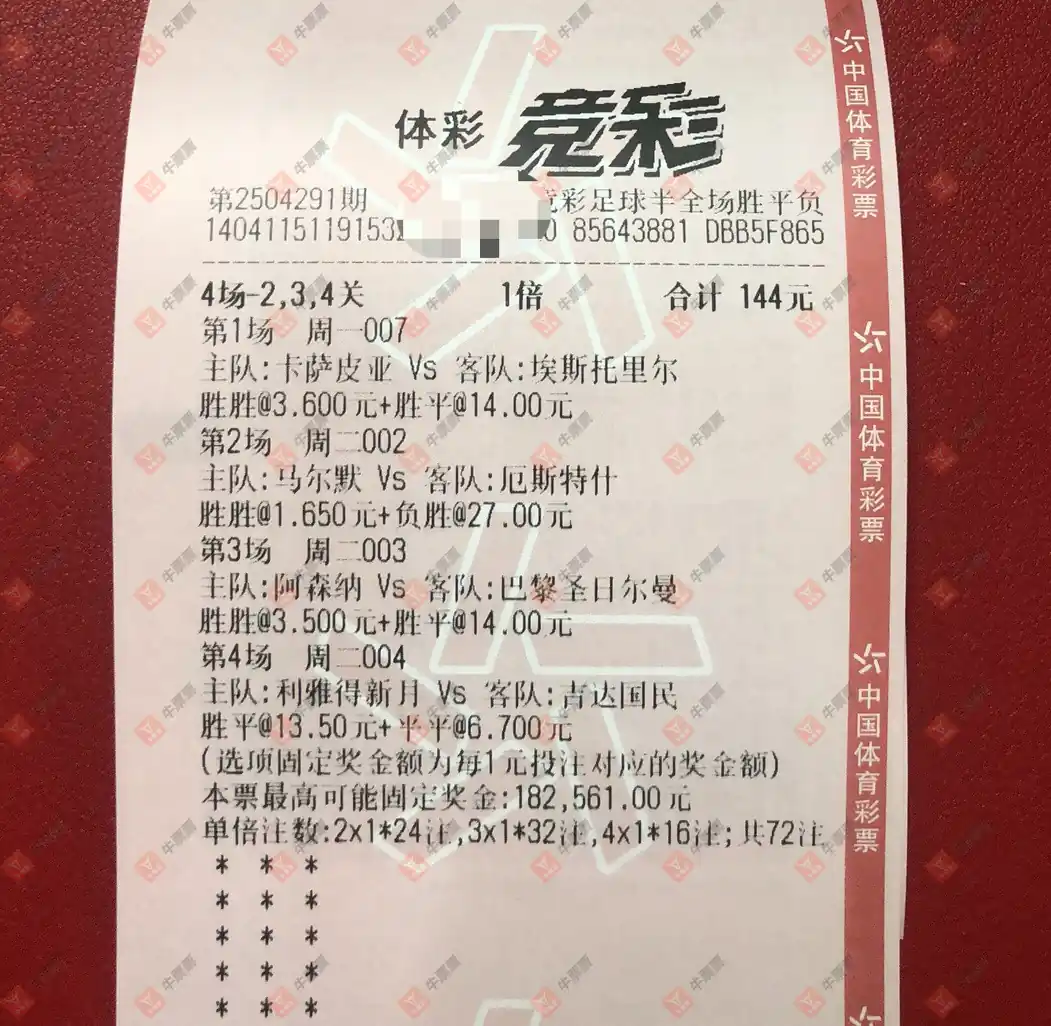 体彩 竞彩
第2504291期 彩足球半全场胜平负
140411511915 85643881 DBB5F865
4场-2,3,4关 1倍 合计 144元
第1场 周一007
主队:卡萨皮亚 Vs 客队:埃斯托里尔
胜胜@3.600元+胜平@14.00元
第2场 周二002
主队:马尔默 Vs 客队:厄斯特什
胜胜@1.650元+负胜@27.00元
第3场 周二003
主队:阿森纳 Vs 客队:巴黎圣日尔曼
胜胜@3.500元+胜平@14.00元
第4场 周二004
主队:利雅得新月 Vs 客队:吉达国民
胜平@13.50元+平平@6.700元
(选项固定奖金额为每1元投注对应的奖金额)
本票最高可能固定奖金:182,561.00元
单倍注数:2x1*24注,3x1*32注,4x1*16注;共72注
* * *
* * *
* * *
* * *
* * *
中国体育彩票
中国体育彩票
中国体育彩票
牛票票